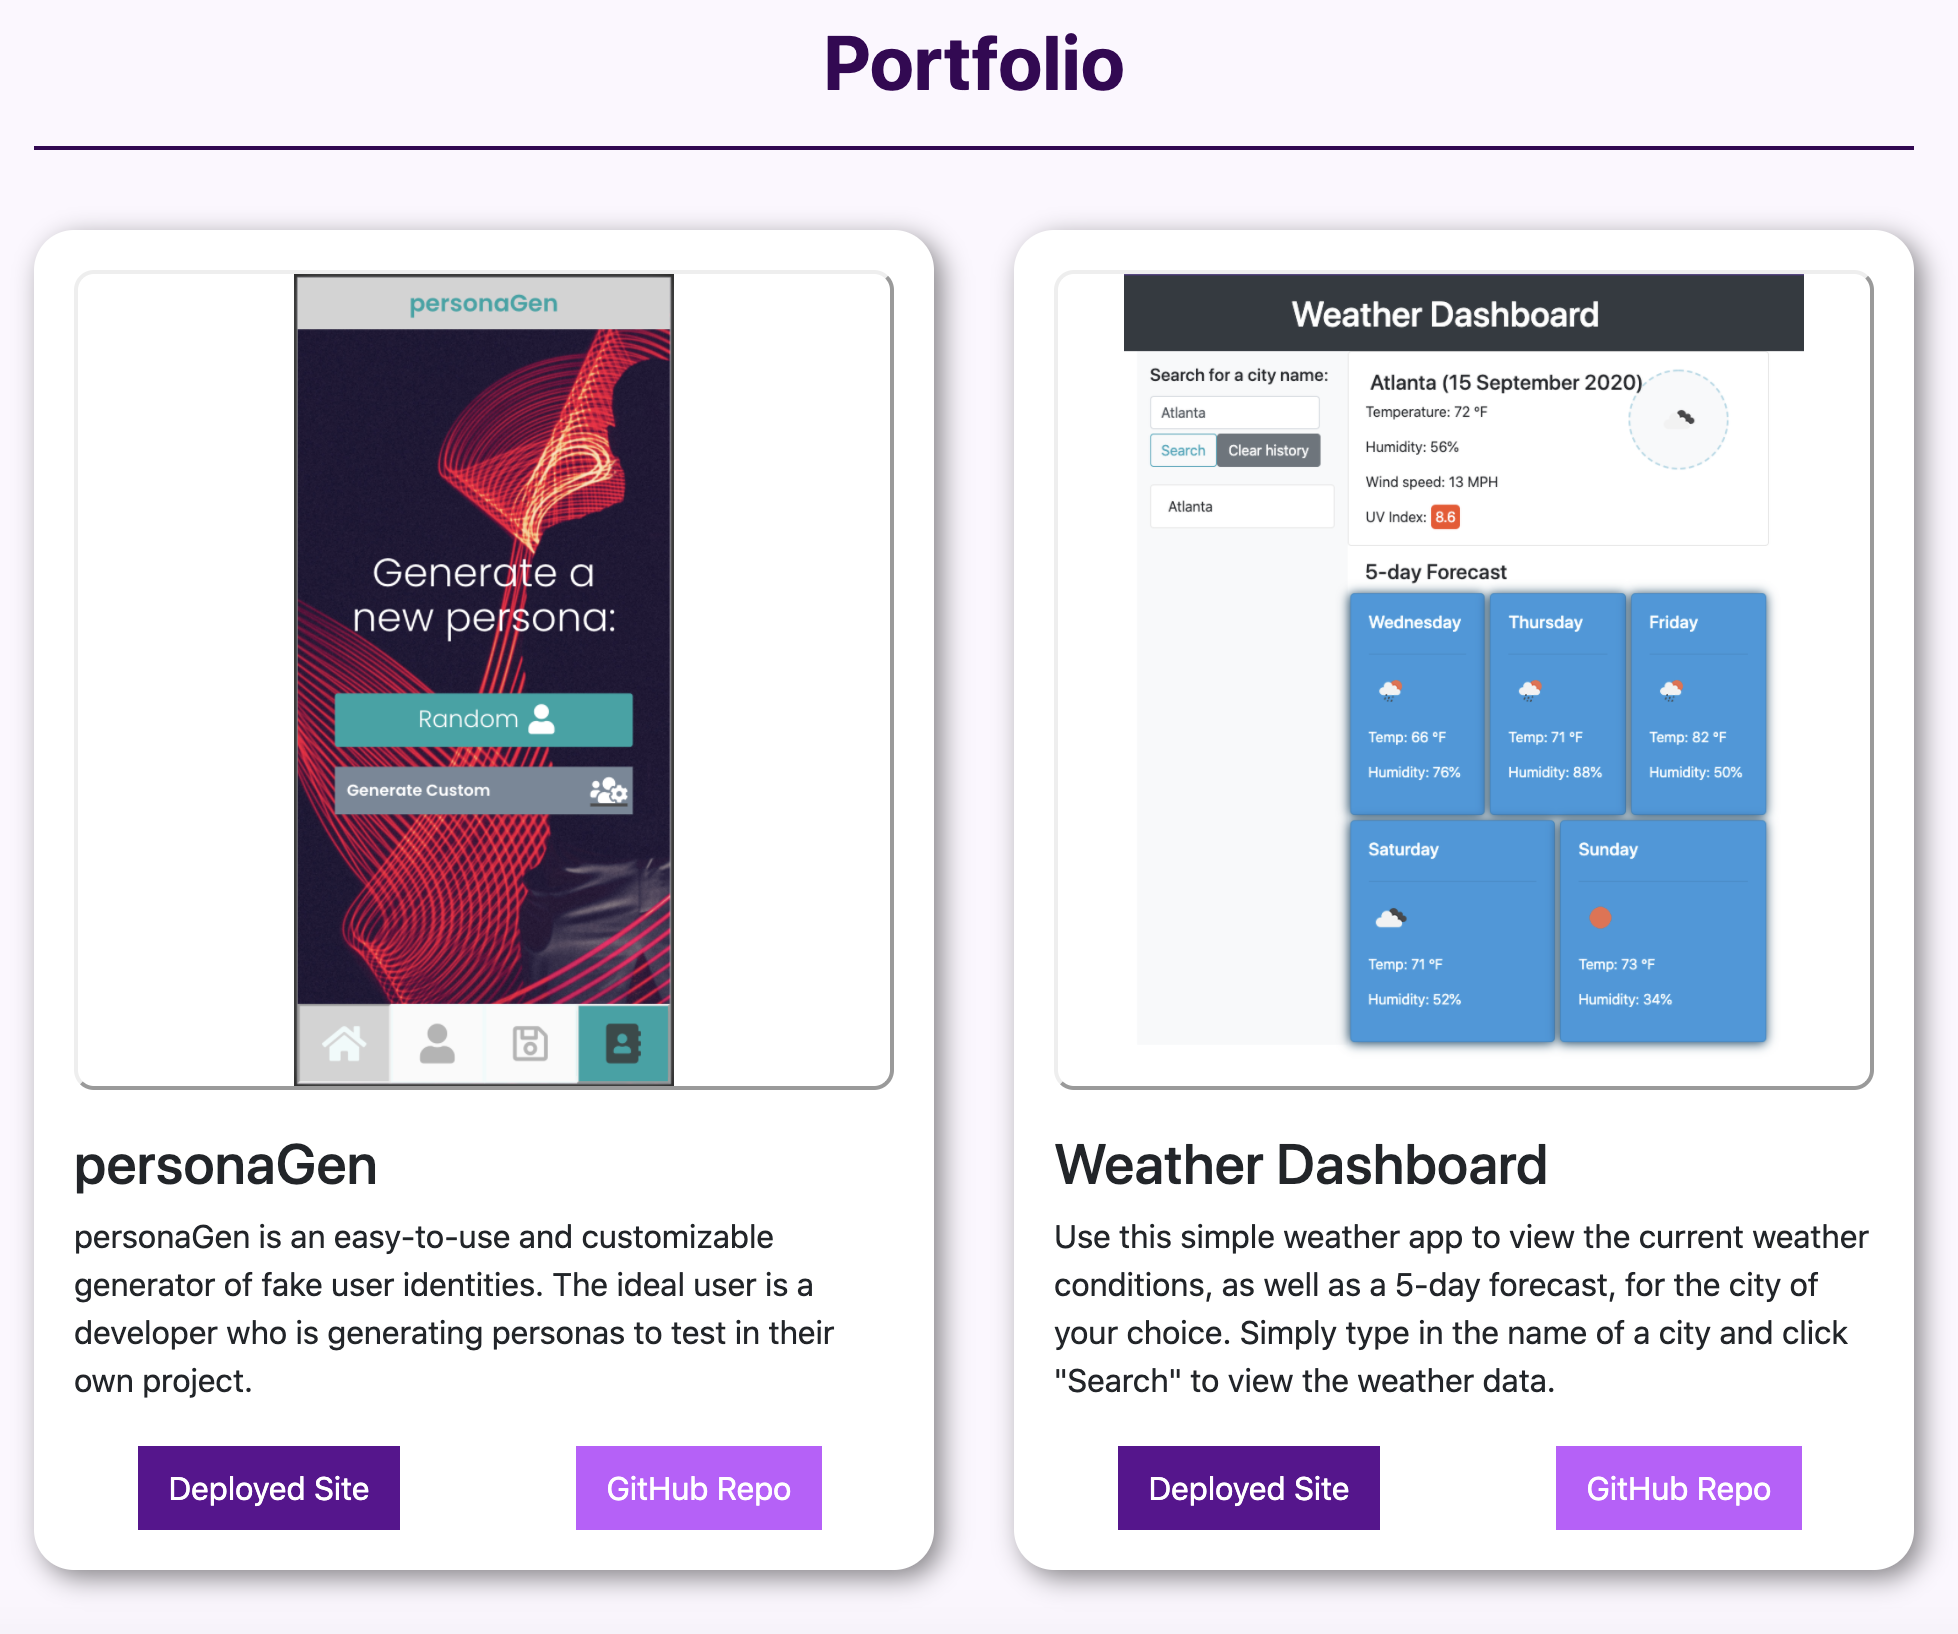 Portfolio
personaGen
Generate a
new persona:
Random
Generate Custom
personaGen
personaGen is an easy-to-use and customizable
generator of fake user identities. The ideal user is a
developer who is generating personas to test in their
own project.
Deployed Site
GitHub Repo
Weather Dashboard
Search for a city name:
Atlanta
Search
Clear history
Atlanta
Atlanta (15 September 2020)
Temperature: 72 °F
Humidity: 56%
Wind speed: 13 MPH
UV Index: 8.6
5-day Forecast
Wednesday
Temp: 66 °F
Humidity: 76%
Thursday
Temp: 71 °F
Humidity: 88%
Friday
Temp: 82 °F
Humidity: 50%
Saturday
Temp: 71 °F
Humidity: 52%
Sunday
Temp: 73 °F
Humidity: 34%
Weather Dashboard
Use this simple weather app to view the current weather
conditions, as well as a 5-day forecast, for the city of
your choice. Simply type in the name of a city and click
"Search" to view the weather data.
Deployed Site
GitHub Repo